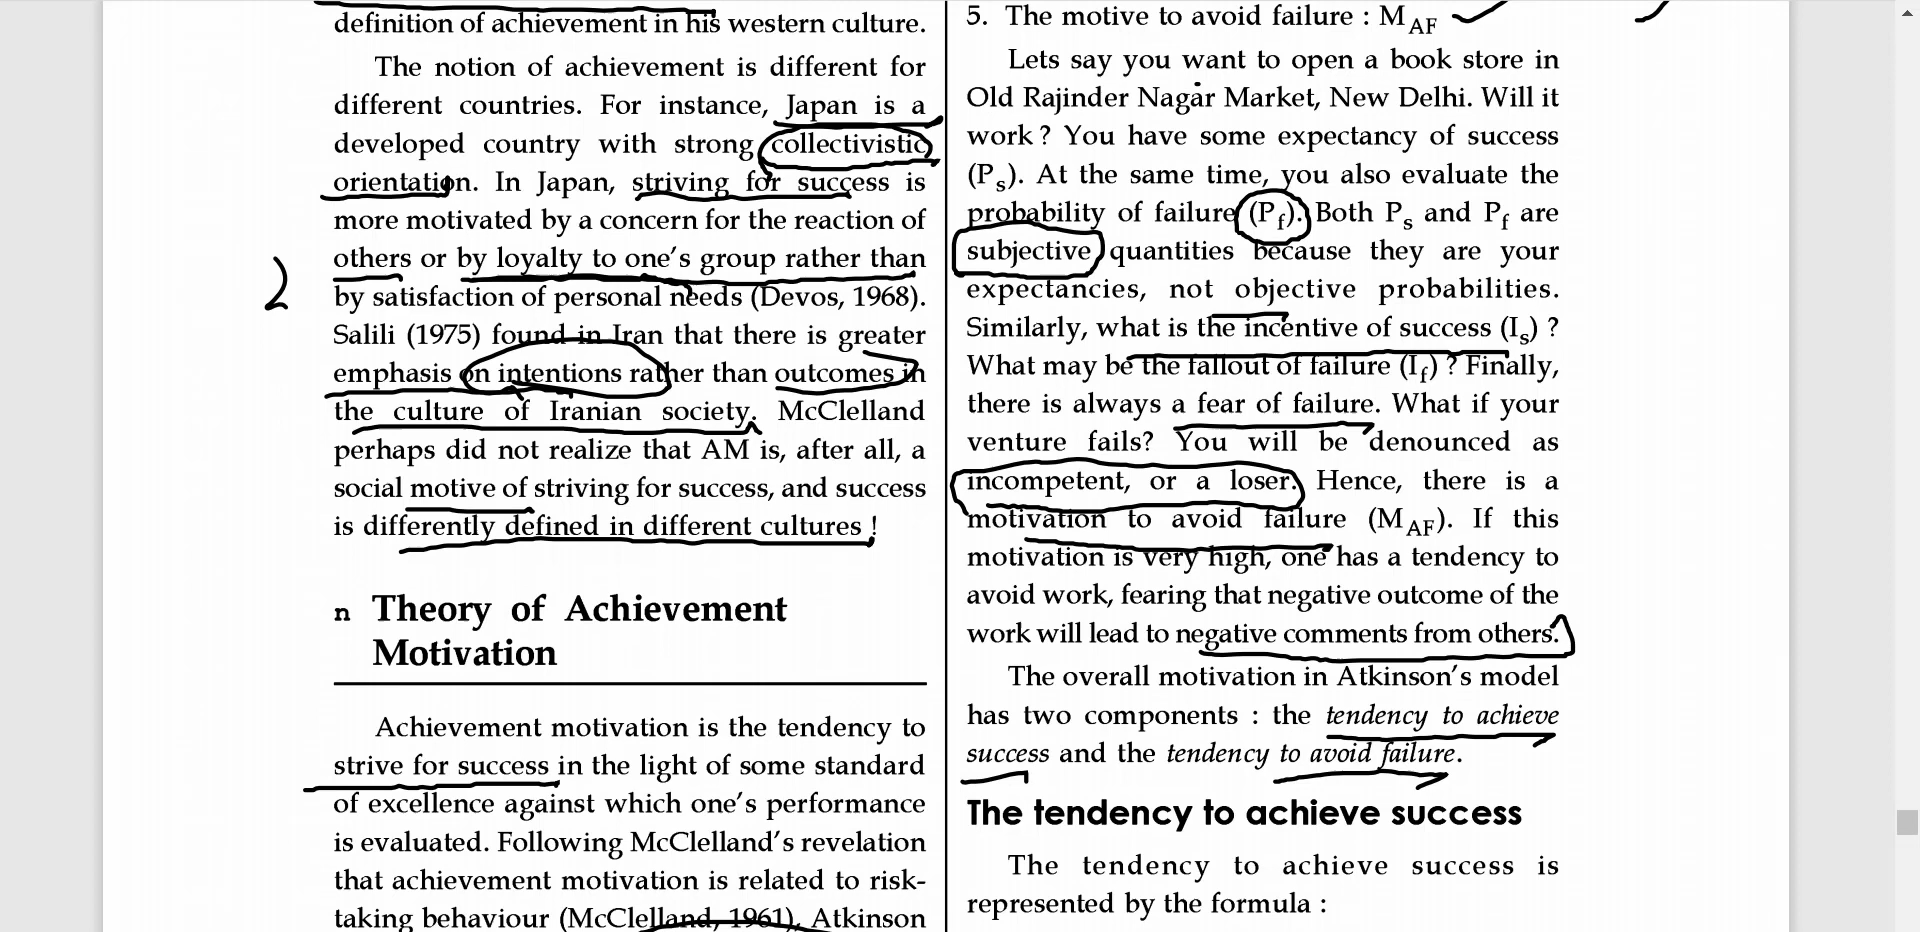 definition of achievement in his western culture.
The notion of achievement is different for
different countries. For instance, Japan is a
developed country with strong collectivistic
orientation. In Japan, striving for success is
more motivated by a concern for the reaction of
others or by loyalty to one's group rather than
by satisfaction of personal needs (Devos, 1968).
Salili (1975) found in Iran that there is greater
emphasis on intentions rather than outcomes in
the culture of Iranian society. McClelland
perhaps did not realize that AM is, after all, a
social motive of striving for success, and success
is differently defined in different cultures !
2
n Theory of Achievement
Motivation
Achievement motivation is the tendency to
strive for success in the light of some standard
of excellence against which one's performance
is evaluated. Following McClelland's revelation
that achievement motivation is related to risk-
taking behaviour (McClelland, 1961), Atkinson
5. The motive to avoid failure : M AF
Lets say you want to open a book store in
Old Rajinder Nagar Market, New Delhi. Will it
work ? You have some expectancy of success
(Ps). At the same time, you also evaluate the
probability of failure (Pf). Both Ps and Pf are
subjective quantities because they are your
expectancies, not objective probabilities.
Similarly, what is the incentive of success (Is) ?
What may be the fallout of failure (If) ? Finally,
there is always a fear of failure. What if your
venture fails? You will be denounced as
incompetent, or a loser. Hence, there is a
motivation to avoid failure (M AF). If this
motivation is very high, one has a tendency to
avoid work, fearing that negative outcome of the
work will lead to negative comments from others.
The overall motivation in Atkinson's model
has two components : the tendency to achieve
success and the tendency to avoid failure.
The tendency to achieve success
The tendency to achieve success is
represented by the formula :